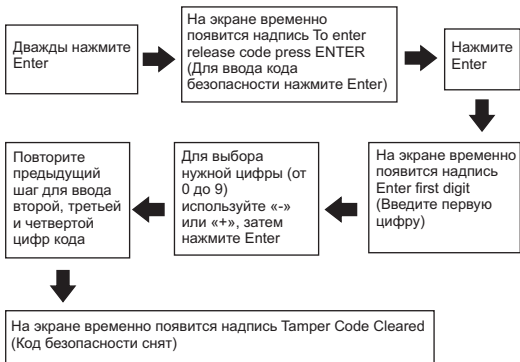 Дважды нажмите
Enter
На экране временно
появится надпись To enter
release code press ENTER
(Для ввода кода
безопасности нажмите Enter)
Нажмите
Enter
На экране временно
появится надпись
Enter first digit
(Введите первую
цифру)
Для выбора
нужной цифры (от
0 до 9)
используйте «-»
или «+», затем
нажмите Enter
Повторите
предыдущий
шаг для ввода
второй, третьей
и четвертой
цифр кода
На экране временно появится надпись Tamper Code Cleared
(Код безопасности снят)